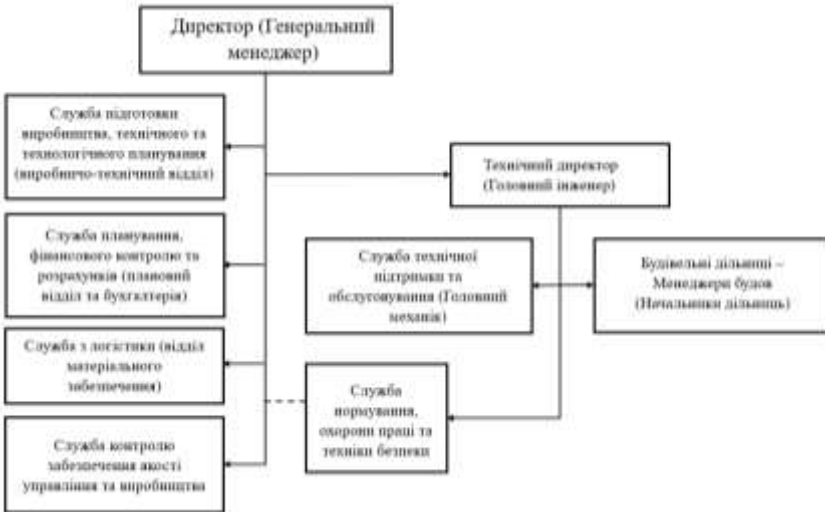 Директор (Генеральний
менеджер)
Служба підготовки
виробництва, технічного та
технологічного планування
(виробничо-технічний відділ)
Технічний директор
(Головний інженер)
Служба планування,
фінансового контролю та
розрахунків (плановий
відділ та бухгалтерія)
Служба технічної
підтримки та
обслуговування (Головний
механік)
Будівельні дільниці –
Менеджери будов
(Начальники дільниць)
Служба з логістики (відділ
матеріального
забезпечення)
Служба
нормування,
охорони праці та
техніки безпеки
Служба контролю
забезпечення якості
управління та виробництва